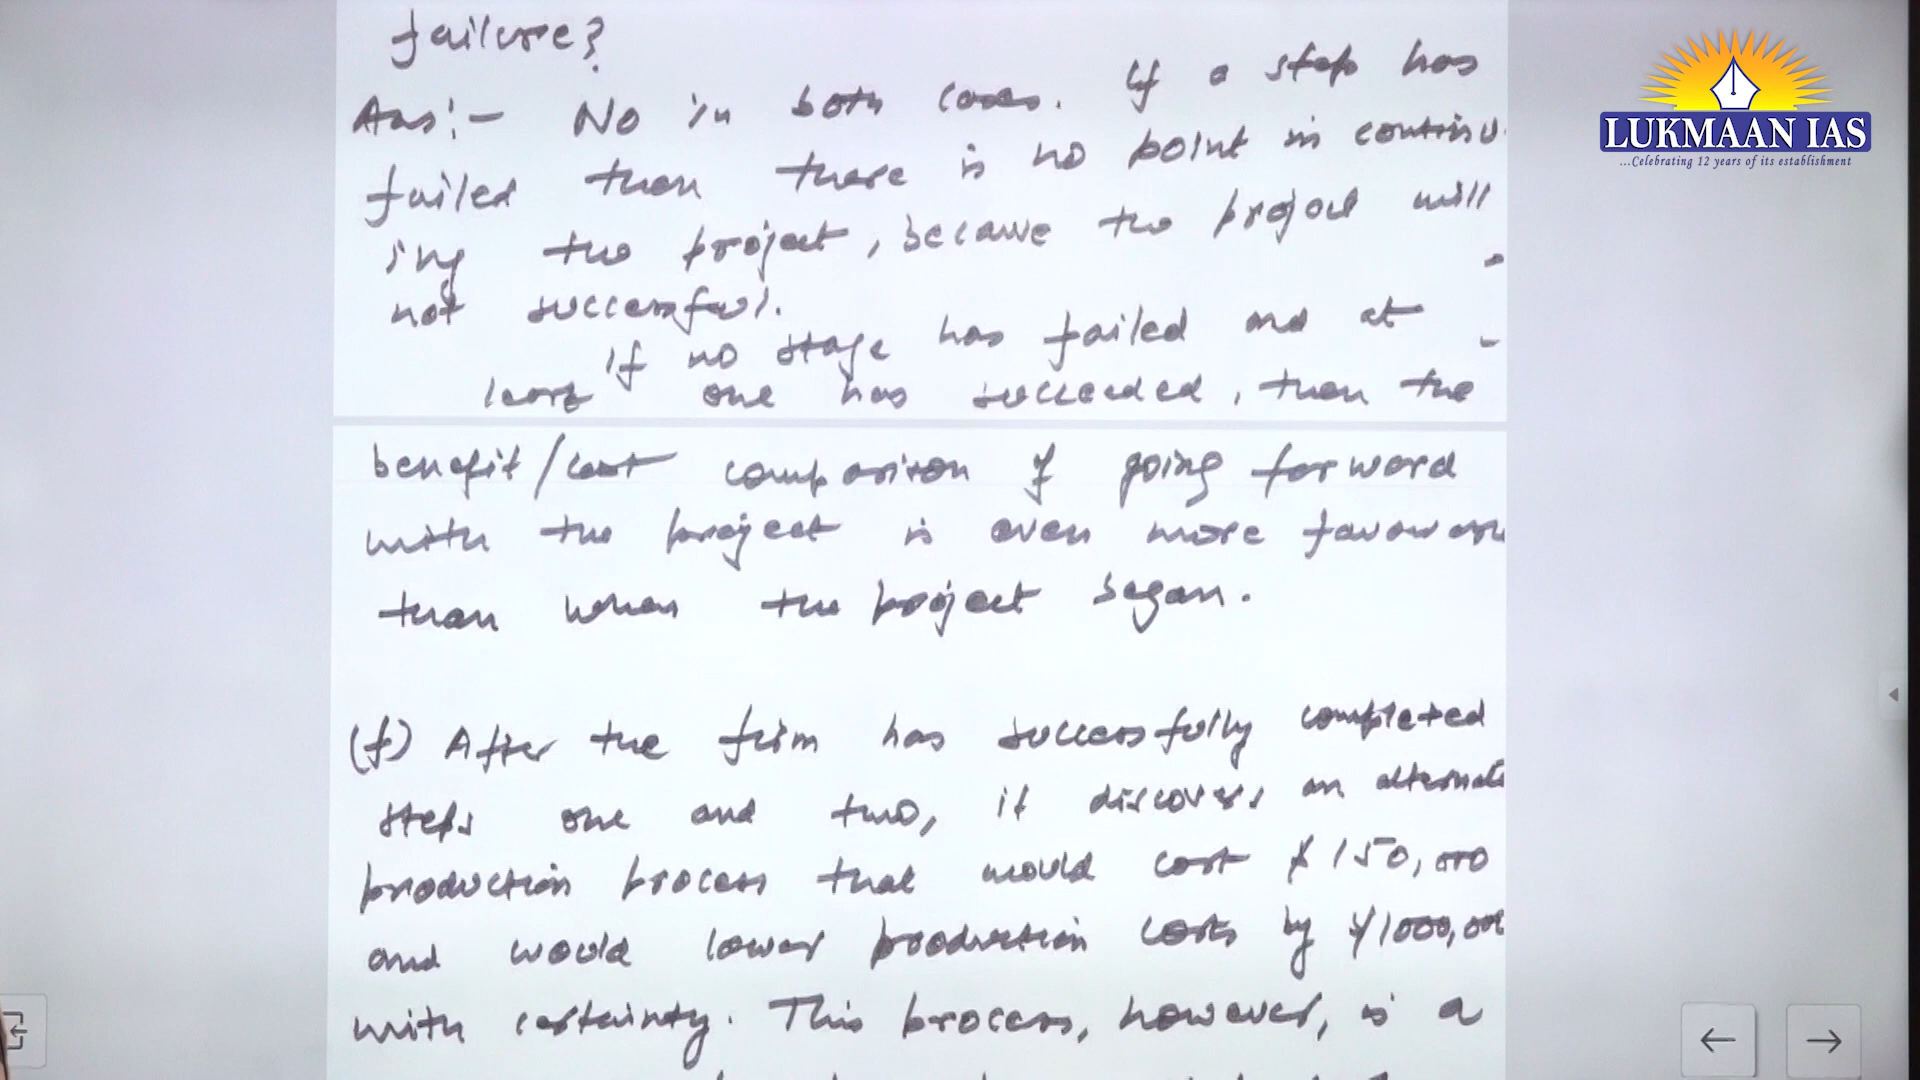 failure?
Ans:- No in both cases. If a step has
failed then there is no point in continu
ing the project, because the project will
not successful.
If no stage has failed and at
least one has succeeded, then the
benefit/cost comparison of going forward
with the project is even more favourable
than when the project began.
(f) After the firm has successfully completed
steps one and two, it discovers an alternate
production process that would cost $150,000
and would lower production costs by $1000,000
with certainty. This process, however, is a
LUKMAAN IAS
...Celebrating 12 years of its establishment